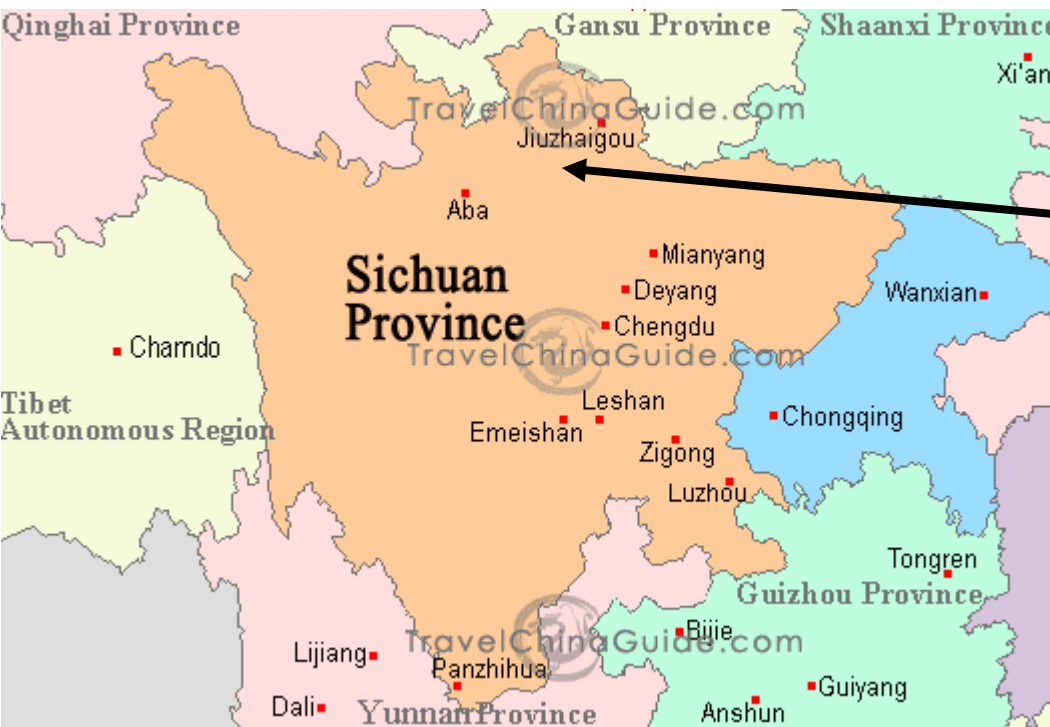 Qinghai Province
Gansu Province
Shaanxi Province
Xi'an
TravelChinaGuide.com
Jiuzhaigou
Aba
Mianyang
Sichuan
Province
Deyang
Wanxian
Chengdu
Chamdo
TravelChinaGuide.com
Tibet
Autonomous Region
Leshan
Chongqing
Emeishan
Zigong
Luzhou
Tongren
Guizhou Province
TravelChinaGuide.com
Bijie
Lijiang
Panzhihua
Guiyang
Dali
Yunnan Province
Anshun